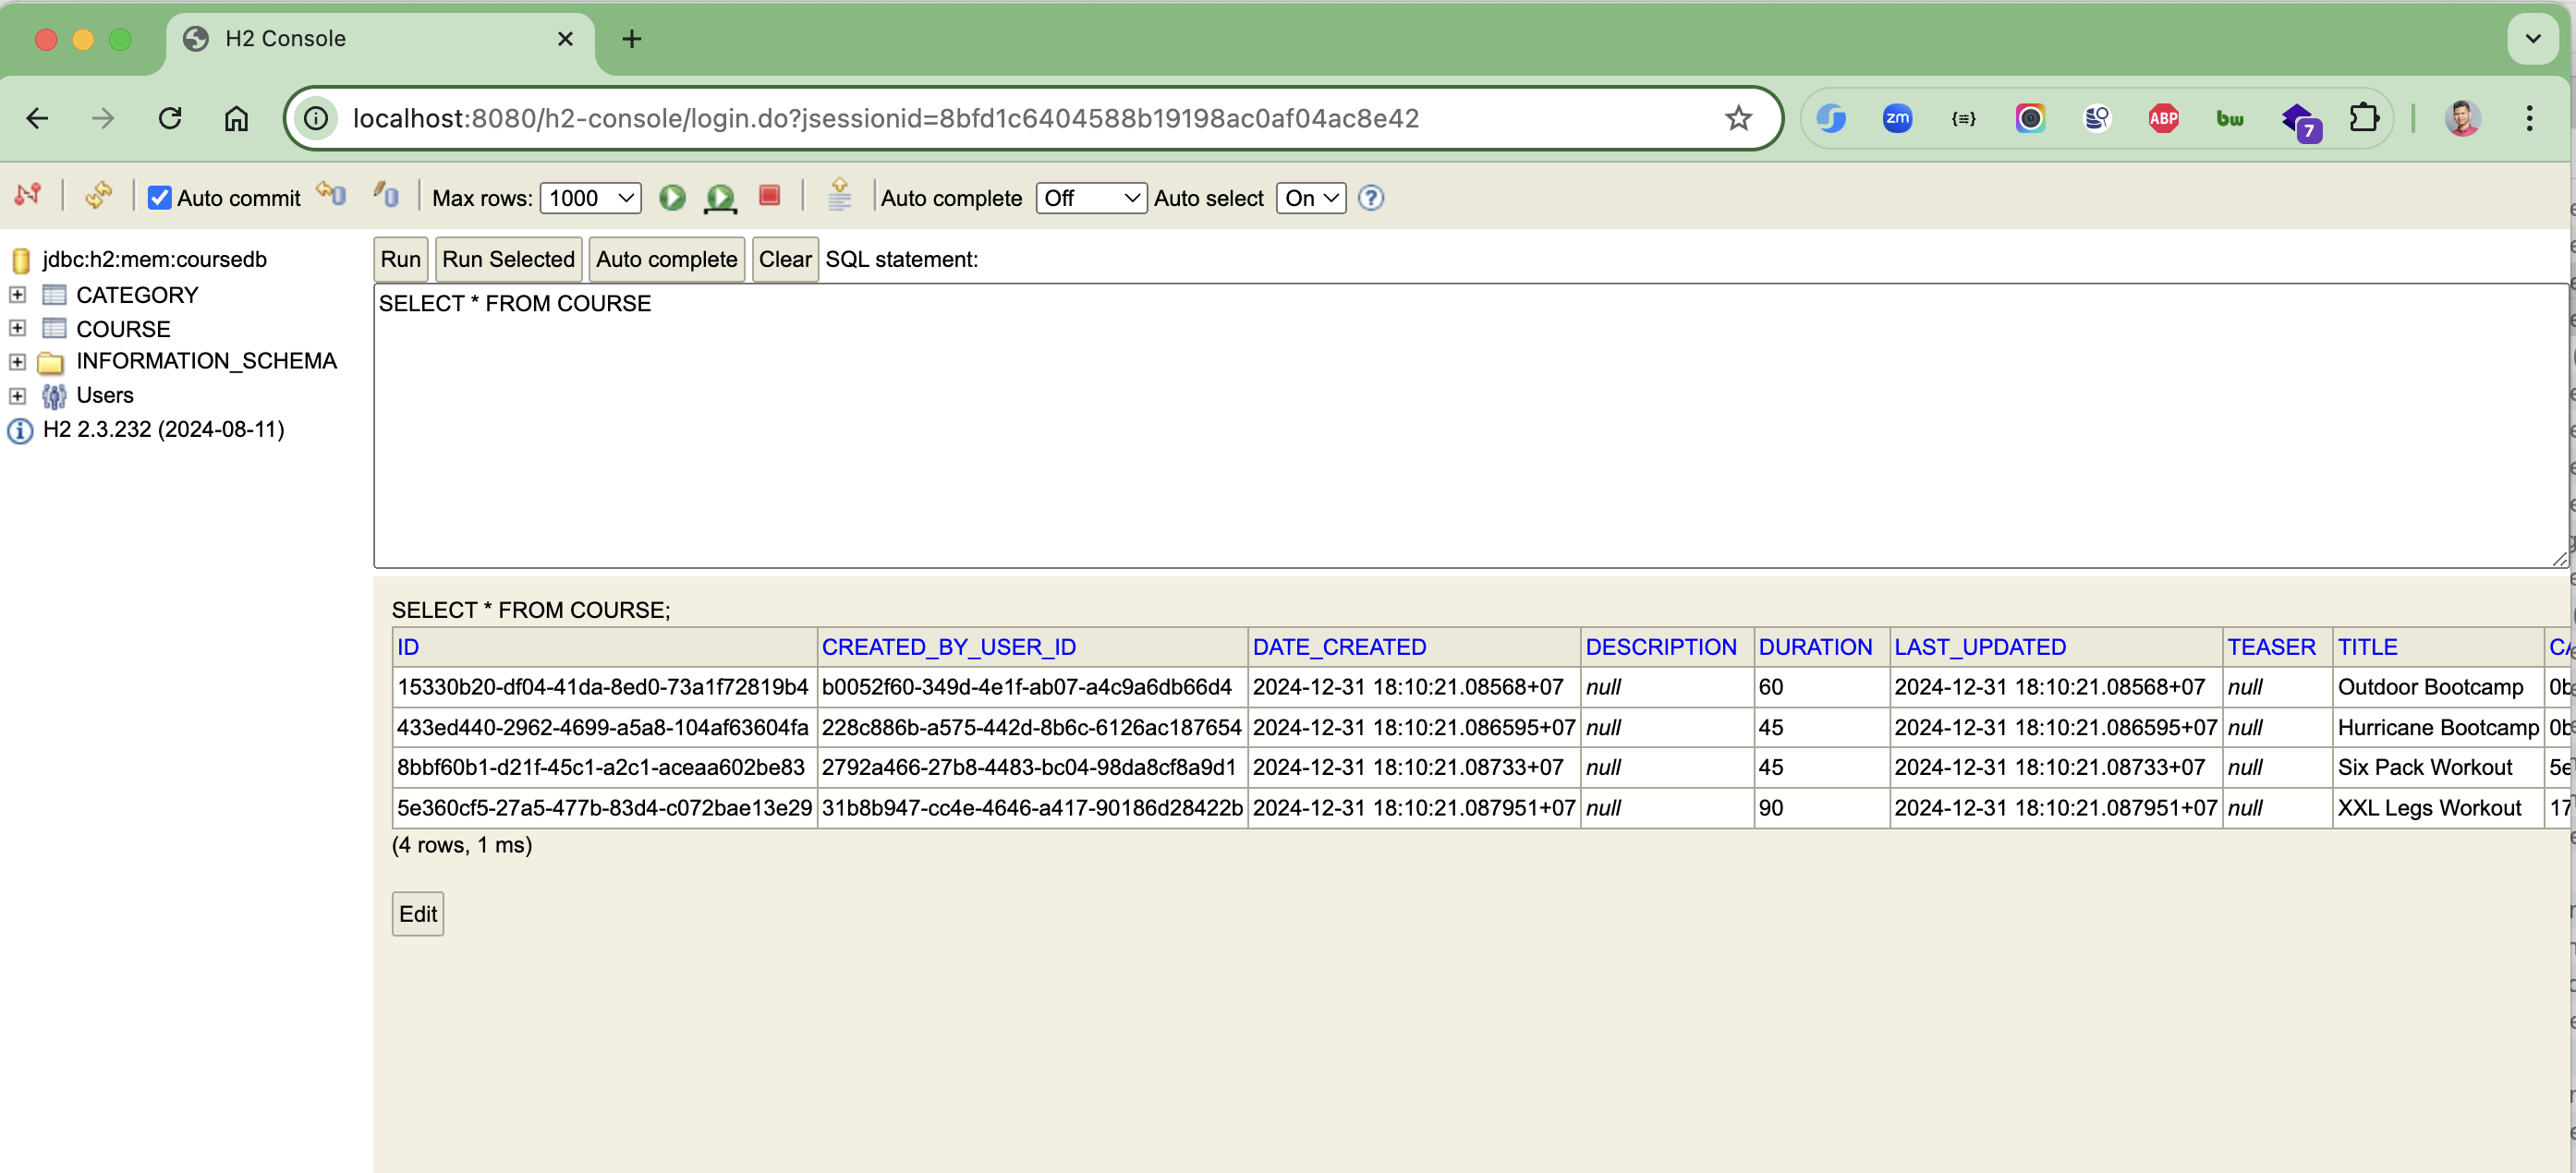 H2 Console
localhost:8080/h2-console/login.do?jsessionid=8bfd1c6404588b19198ac0af04ac8e42
zm
{≡}
ABP
bw
7
Auto commit
Max rows: 1000
Auto complete Off
Auto select On
jdbc:h2:mem:coursedb
CATEGORY
COURSE
INFORMATION_SCHEMA
Users
H2 2.3.232 (2024-08-11)
Run Run Selected Auto complete Clear SQL statement:
SELECT * FROM COURSE
SELECT * FROM COURSE;
ID CREATED_BY_USER_ID DATE_CREATED DESCRIPTION DURATION LAST_UPDATED TEASER TITLE
15330b20-df04-41da-8ed0-73a1f72819b4 b0052f60-349d-4e1f-ab07-a4c9a6db66d4 2024-12-31 18:10:21.08568+07 null 60 2024-12-31 18:10:21.08568+07 null Outdoor Bootcamp 0b
433ed440-2962-4699-a5a8-104af63604fa 228c886b-a575-442d-8b6c-6126ac187654 2024-12-31 18:10:21.086595+07 null 45 2024-12-31 18:10:21.086595+07 null Hurricane Bootcamp 0b
8bbf60b1-d21f-45c1-a2c1-aceaa602be83 2792a466-27b8-4483-bc04-98da8cf8a9d1 2024-12-31 18:10:21.08733+07 null 45 2024-12-31 18:10:21.08733+07 null Six Pack Workout 5e
5e360cf5-27a5-477b-83d4-c072bae13e29 31b8b947-cc4e-4646-a417-90186d28422b 2024-12-31 18:10:21.087951+07 null 90 2024-12-31 18:10:21.087951+07 null XXL Legs Workout 17
(4 rows, 1 ms)
Edit